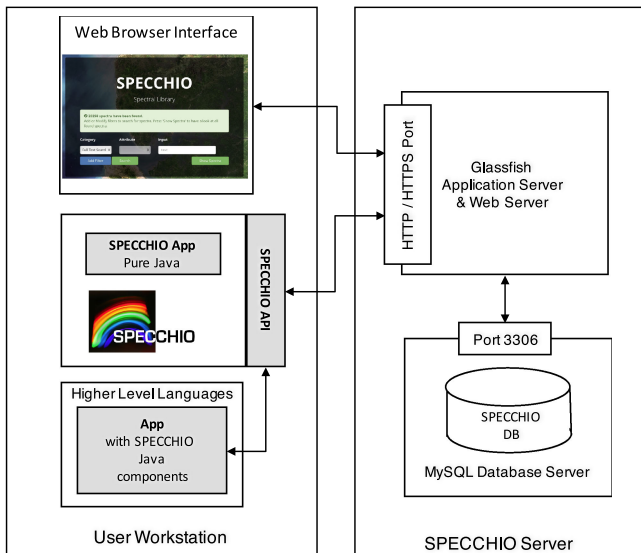 Web Browser Interface
SPECCHIO
Spectral Library
Category
Attribute
Input
Add Filter
HTTP / HTTPS Port
Glassfish
Application Server
& Web Server
SPECCHIO App
Pure Java
SPECCHIO
SPECCHIO API
Port 3306
SPECCHIO
DB
MySQL Database Server
Higher Level Languages
App
with SPECCHIO
Java
components
User Workstation
SPECCHIO Server